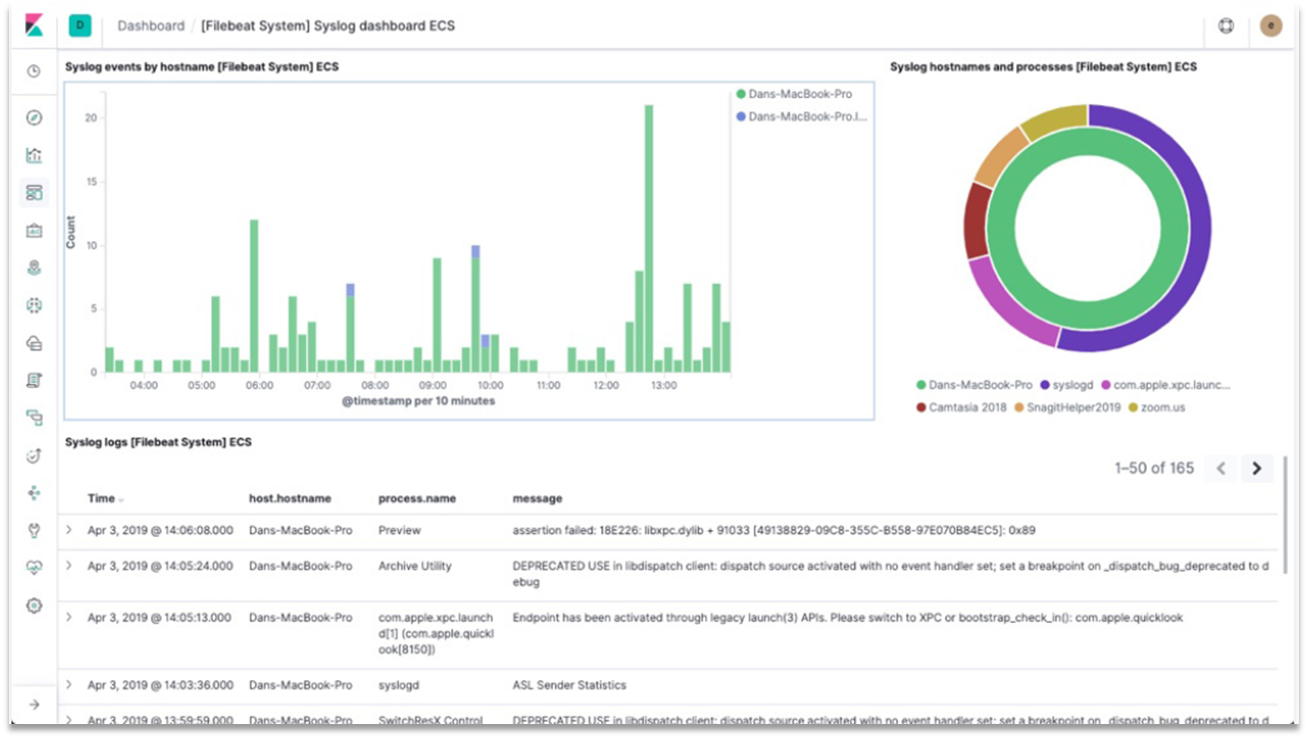 D Dashboard / [Filebeat System] Syslog dashboard ECS e
Syslog events by hostname [Filebeat System] ECS
Dans-MacBook-Pro
Dans-MacBook-Pro.l...
20
15
10
5
0
Count
04:00 05:00 06:00 07:00 08:00 09:00 10:00 11:00 12:00 13:00
@timestamp per 10 minutes
Syslog hostnames and processes [Filebeat System] ECS
Dans-MacBook-Pro syslogd com.apple.xpc.launc...
Camtasia 2018 SnagitHelper2019 zoom.us
Syslog logs [Filebeat System] ECS
1–50 of 165
Time host.hostname process.name message
Apr 3, 2019 @ 14:06:08.000 Dans-MacBook-Pro Preview assertion failed: 18E226: libxpc.dylib + 91033 [49138829-09C8-355C-B558-97E070B84EC5]: 0x89
Apr 3, 2019 @ 14:05:24.000 Dans-MacBook-Pro Archive Utility DEPRECATED USE in libdispatch client: dispatch source activated with no event handler set; set a breakpoint on _dispatch_bug_deprecated to d
ebug
Apr 3, 2019 @ 14:05:13.000 Dans-MacBook-Pro com.apple.xpc.launch Endpoint has been activated through legacy launch(3) APIs. Please switch to XPC or bootstrap_check_in(): com.apple.quicklook
d[1] (com.apple.quickl
ook[8150])
Apr 3, 2019 @ 14:03:36.000 Dans-MacBook-Pro syslogd ASL Sender Statistics
Apr 3, 2019 @ 13:59:59.000 Dans-MacBook-Pro SwitchResX Control DEPRECATED USE in libdispatch client: dispatch source activated with no event handler set; set a breakpoint on _dispatch_bug_deprecated to d